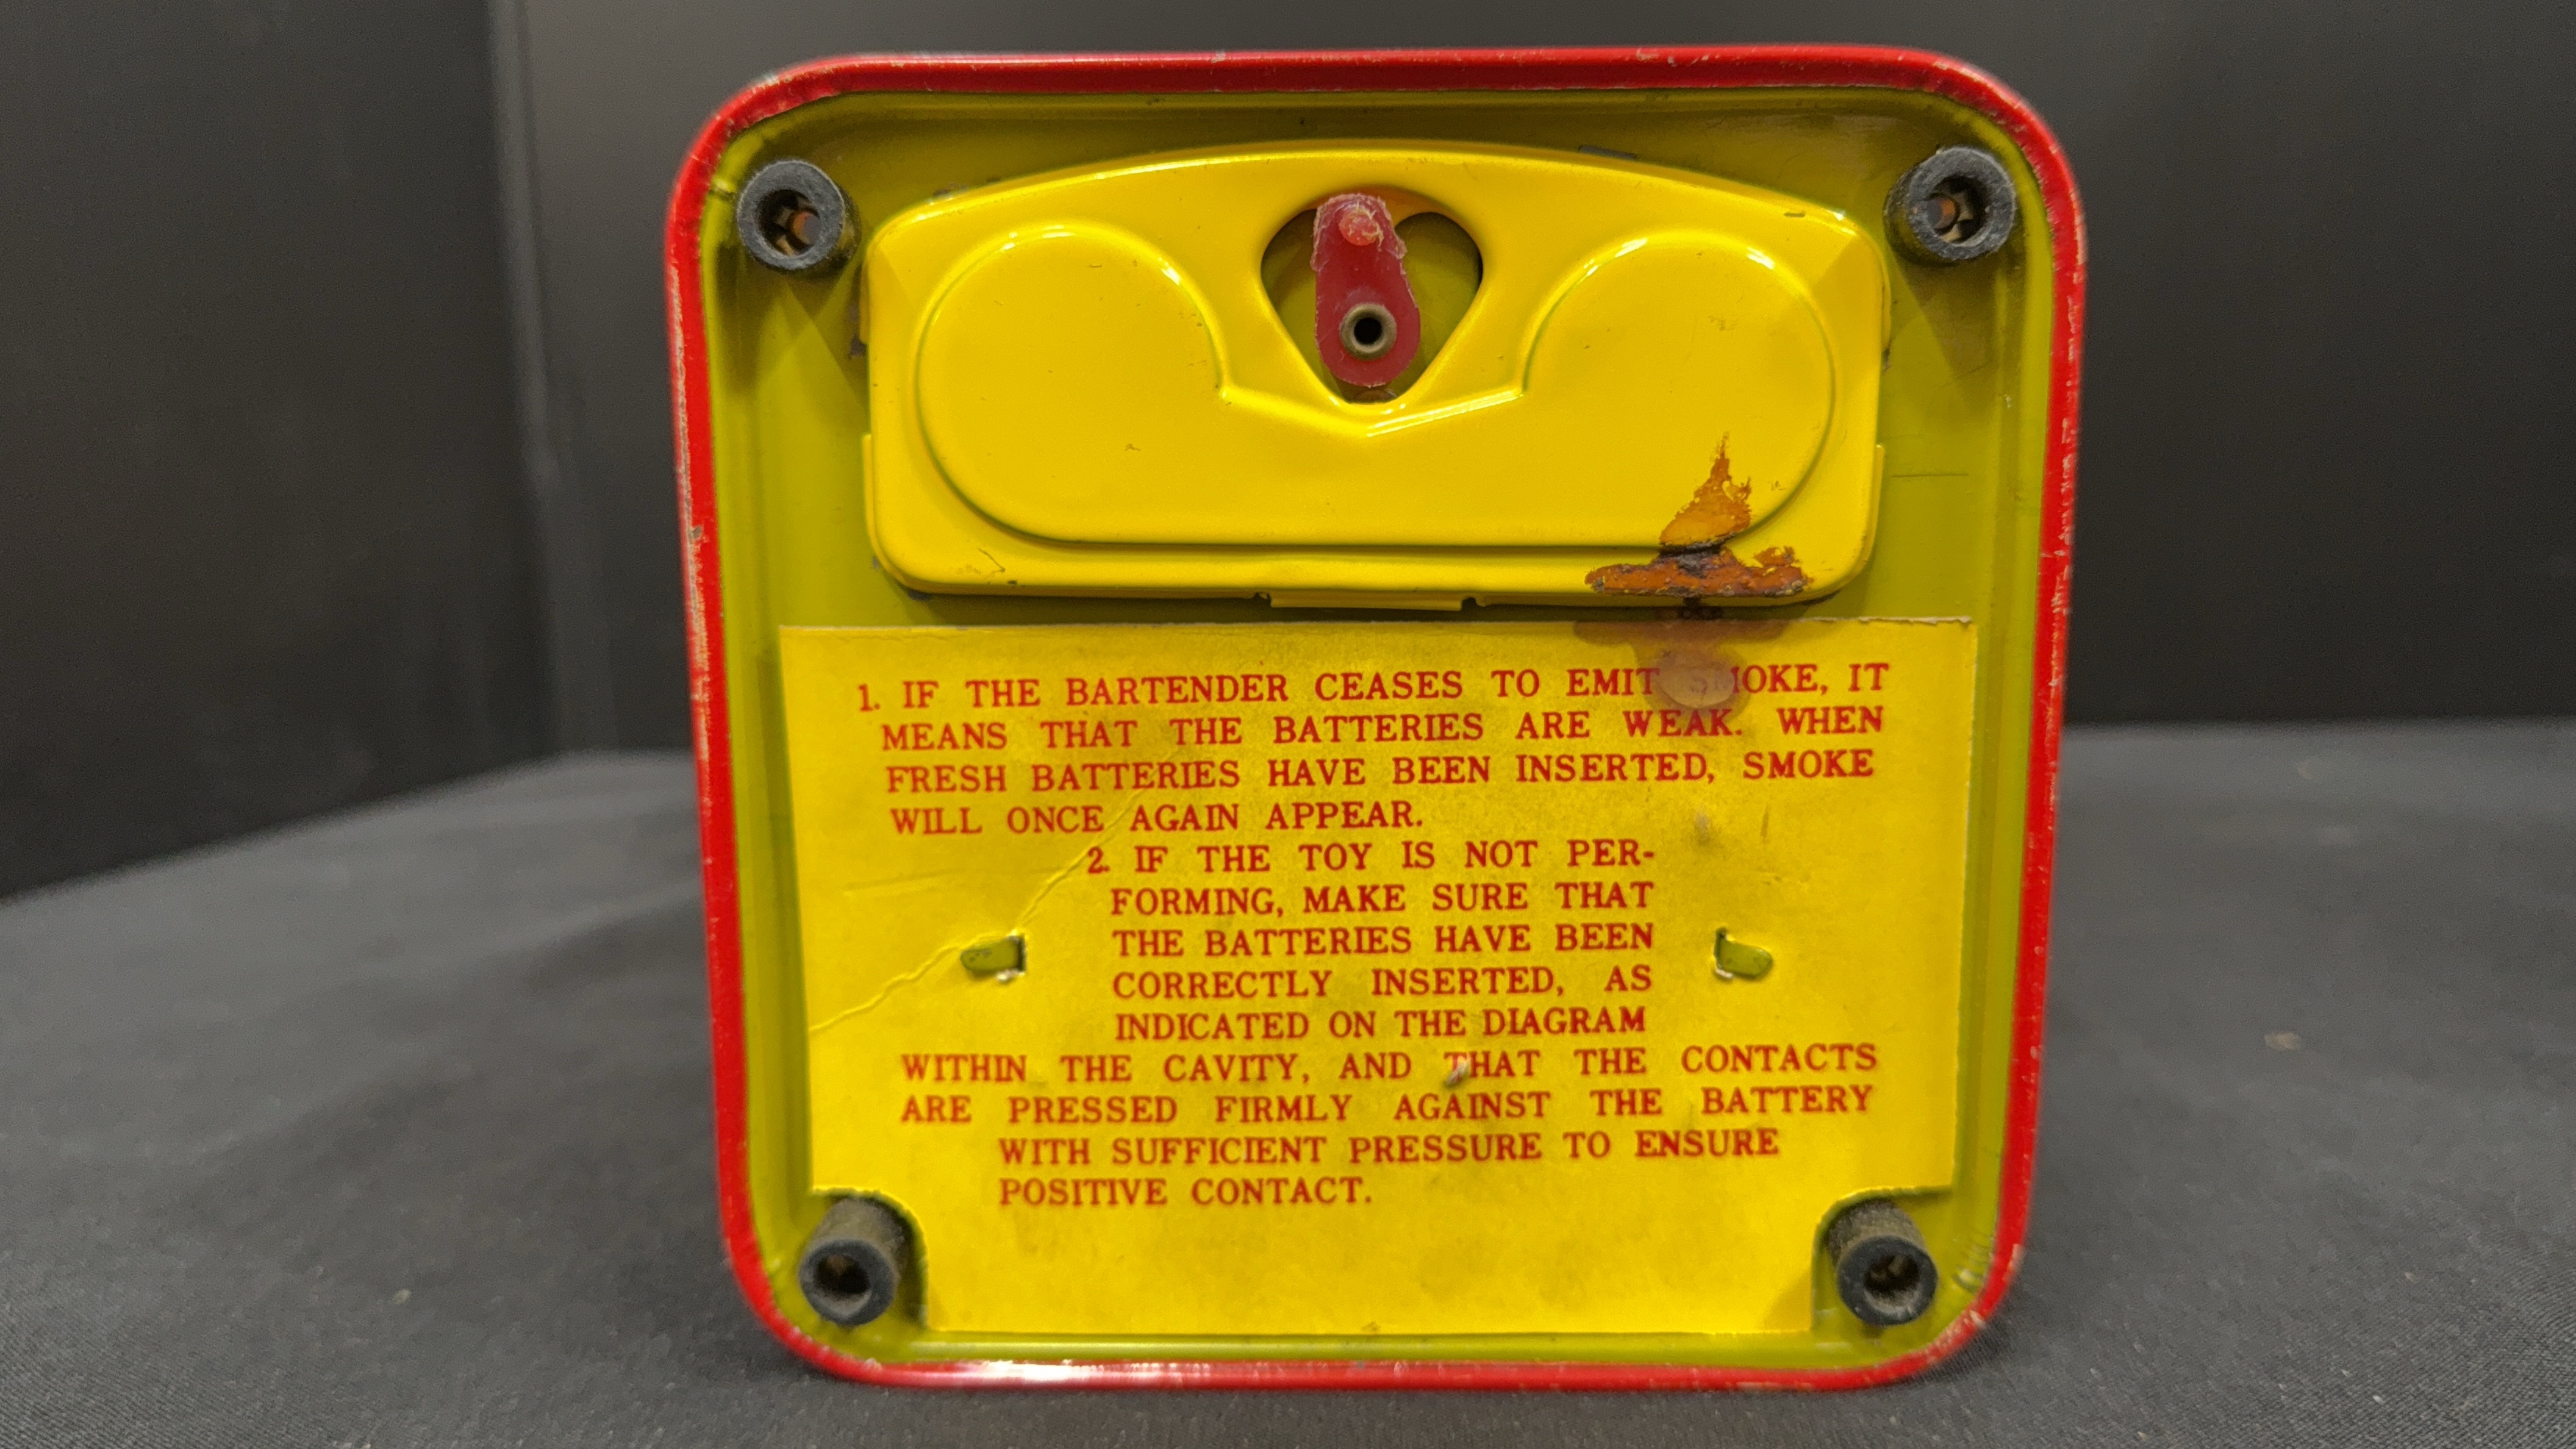 1. IF THE BARTENDER CEASES TO EMIT SMOKE, IT
MEANS THAT THE BATTERIES ARE WEAK. WHEN
FRESH BATTERIES HAVE BEEN INSERTED, SMOKE
WILL ONCE AGAIN APPEAR.
2. IF THE TOY IS NOT PER-
FORMING, MAKE SURE THAT
THE BATTERIES HAVE BEEN
CORRECTLY INSERTED, AS
INDICATED ON THE DIAGRAM
WITHIN THE CAVITY, AND THAT THE CONTACTS
ARE PRESSED FIRMLY AGAINST THE BATTERY
WITH SUFFICIENT PRESSURE TO ENSURE
POSITIVE CONTACT.